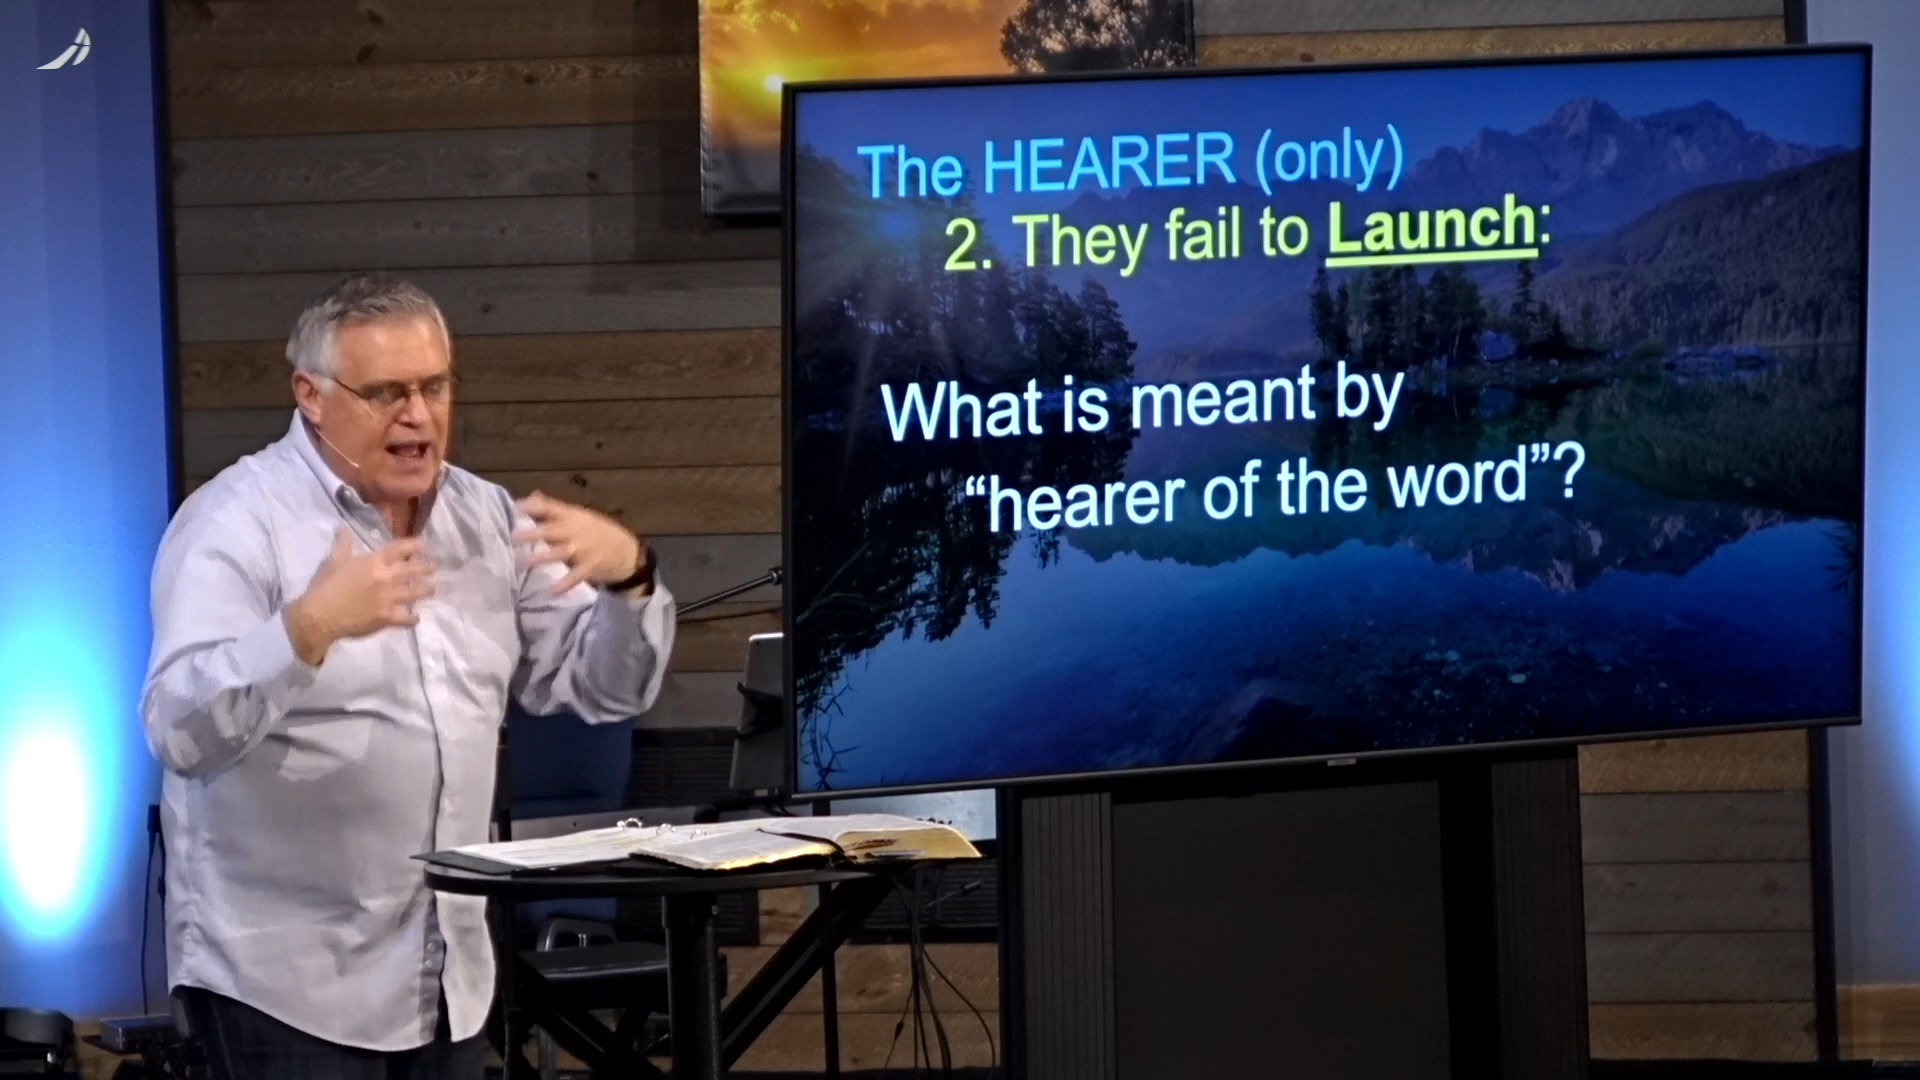 The HEARER (only)
2. They fail to Launch:
What is meant by
“hearer of the word”?